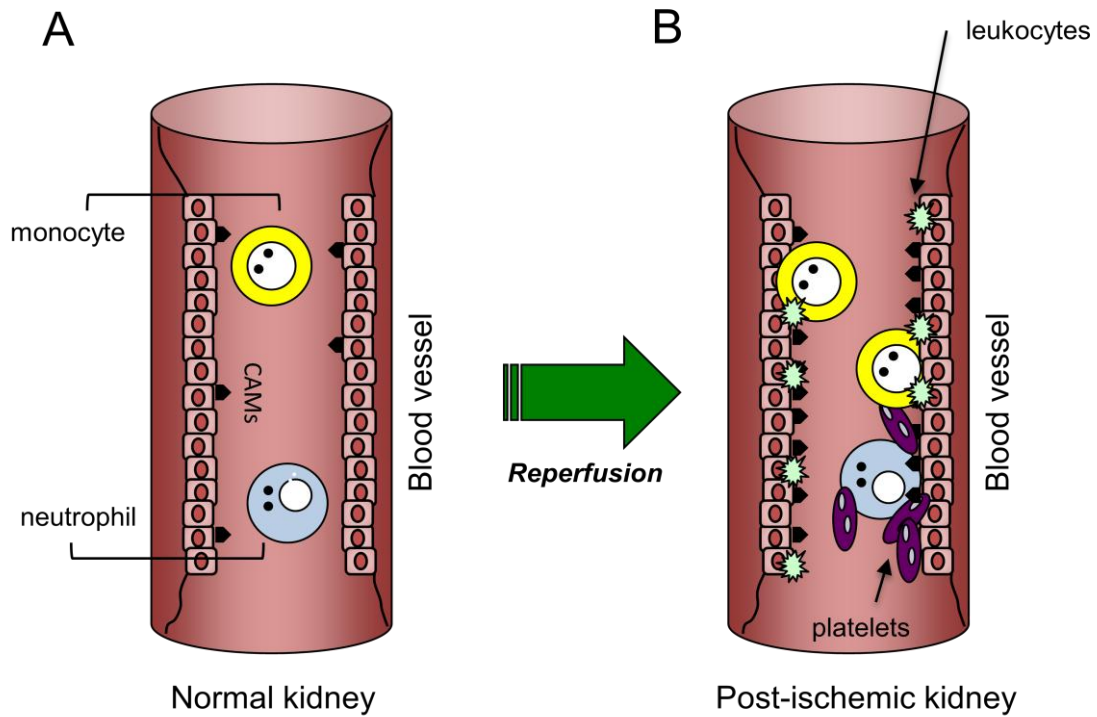 A
B
leukocytes
monocyte
CAMs
Blood vessel
Blood vessel
Reperfusion
neutrophil
platelets
Normal kidney
Post-ischemic kidney